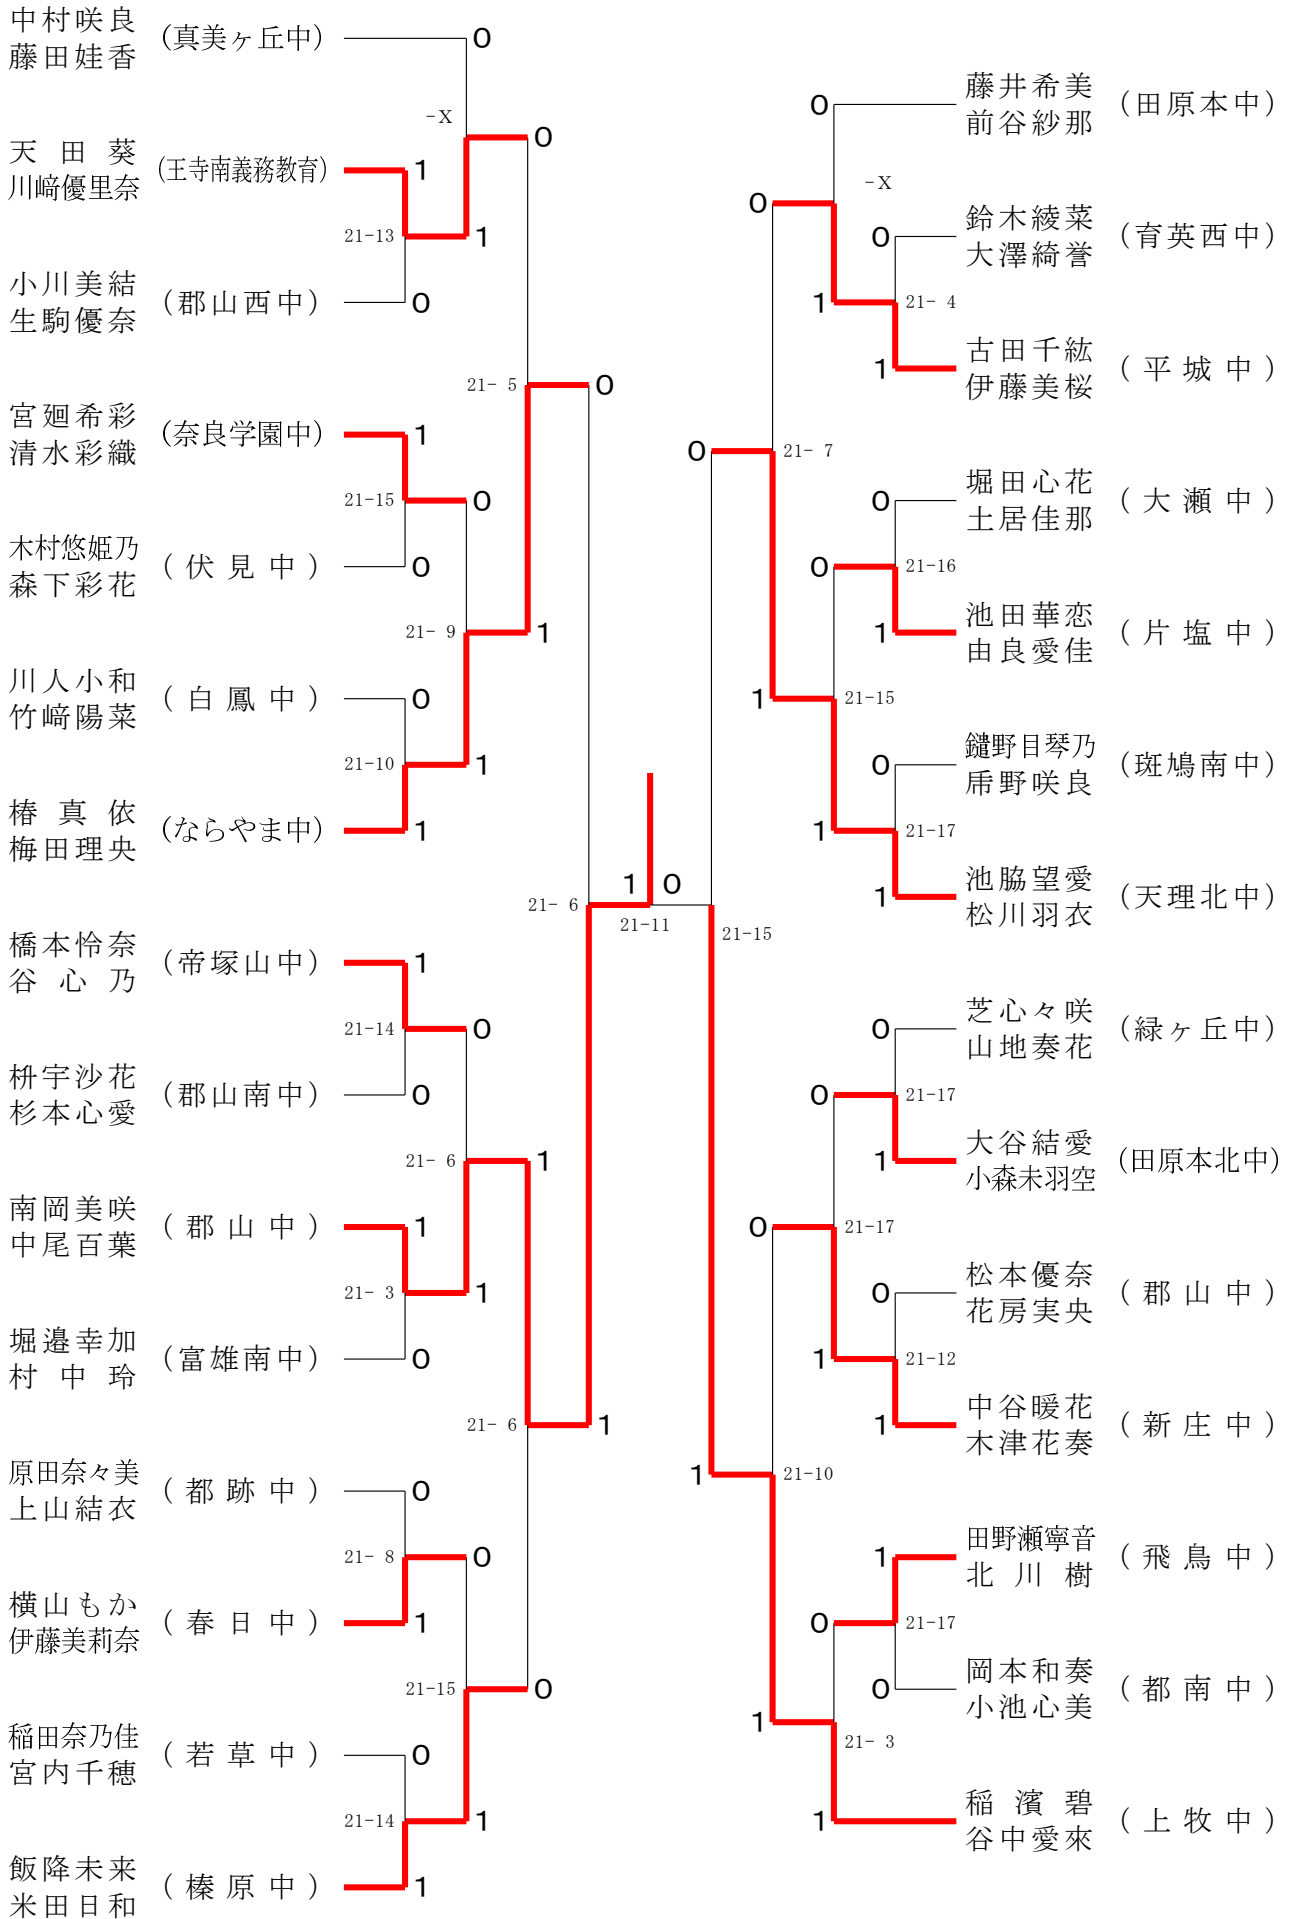 中村咲良
藤田娃香
(真美ヶ丘中)
0
-X
0
天田葵
川﨑優里奈
(王寺南義務教育)
1
21-13
1
小川美結
生駒優奈
(郡山西中)
0
21- 5
0
宮廻希彩
清水彩織
(奈良学園中)
1
21-15
0
木村悠姫乃
森下彩花
(伏見中)
0
21- 9
1
川人小和
竹﨑陽菜
(白鳳中)
0
21-10
1
椿真依
梅田理央
(ならやま中)
1
21- 6
1
0
21-11
橋本怜奈
谷心乃
(帝塚山中)
1
21-14
0
枡宇沙花
杉本心愛
(郡山南中)
0
21- 6
1
南岡美咲
中尾百葉
(郡山中)
1
21- 3
1
堀邉幸加
村中玲
(富雄南中)
0
21- 6
1
原田奈々美
上山結衣
(都跡中)
0
21- 8
0
横山もか
伊藤美莉奈
(春日中)
1
21-15
0
稲田奈乃佳
宮内千穂
(若草中)
0
21-14
1
飯降未来
米田日和
(榛原中)
1
0
藤井希美
前谷紗那
(田原本中)
-X
0
0
鈴木綾菜
大澤綺誉
(育英西中)
1
21- 4
1
古田千紘
伊藤美桜
(平城中)
0
21- 7
0
堀田心花
土居佳那
(大瀬中)
0
21-16
1
池田華恋
由良愛佳
(片塩中)
1
21-15
0
野目琴乃
野咲良
(斑鳩南中)
1
21-17
1
池脇望愛
松川羽衣
(天理北中)
21-15
0
芝心々咲
山地奏花
(緑ヶ丘中)
0
21-17
1
大谷結愛
小森未羽空
(田原本北中)
0
21-17
0
松本優奈
花房実央
(郡山中)
1
21-12
1
中谷暖花
木津花奏
(新庄中)
1
21-10
1
田野瀬寧音
北川樹
(飛鳥中)
0
21-17
0
岡本和奏
小池心美
(都南中)
1
21- 3
1
稲濱碧
谷中愛來
(上牧中)